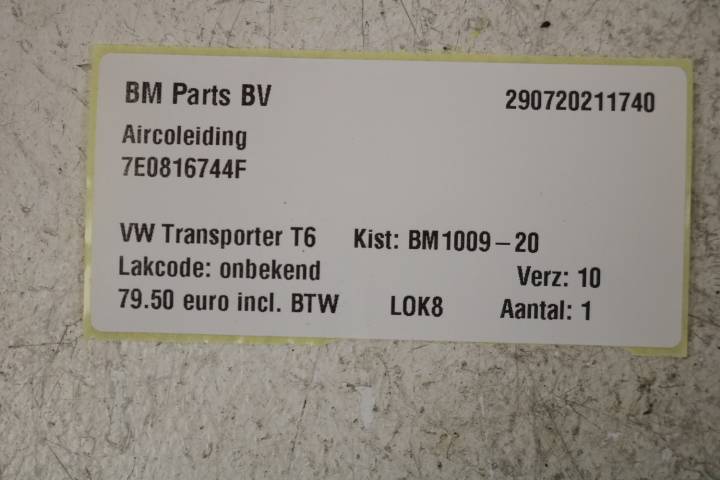 BM Parts BV 290720211740
Aircoleiding
7E0816744F
VW Transporter T6 Kist: BM1009-20
Lakcode: onbekend Verz: 10
79.50 euro incl. BTW LOK8 Aantal: 1